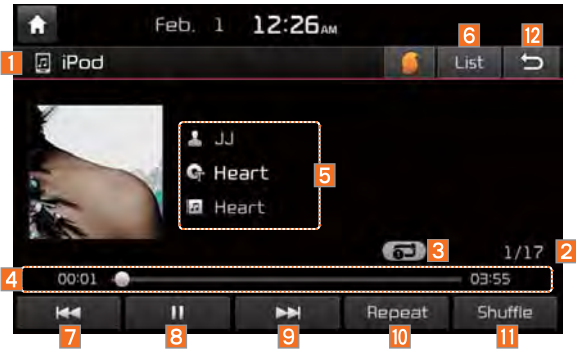 Feb. 1 12:26AM
6 12
1 iPod List
JJ
Heart 5
Heart
3 1/17 2
4 00:01 03:55
Repeat Shuffle
7 8 9 10 11